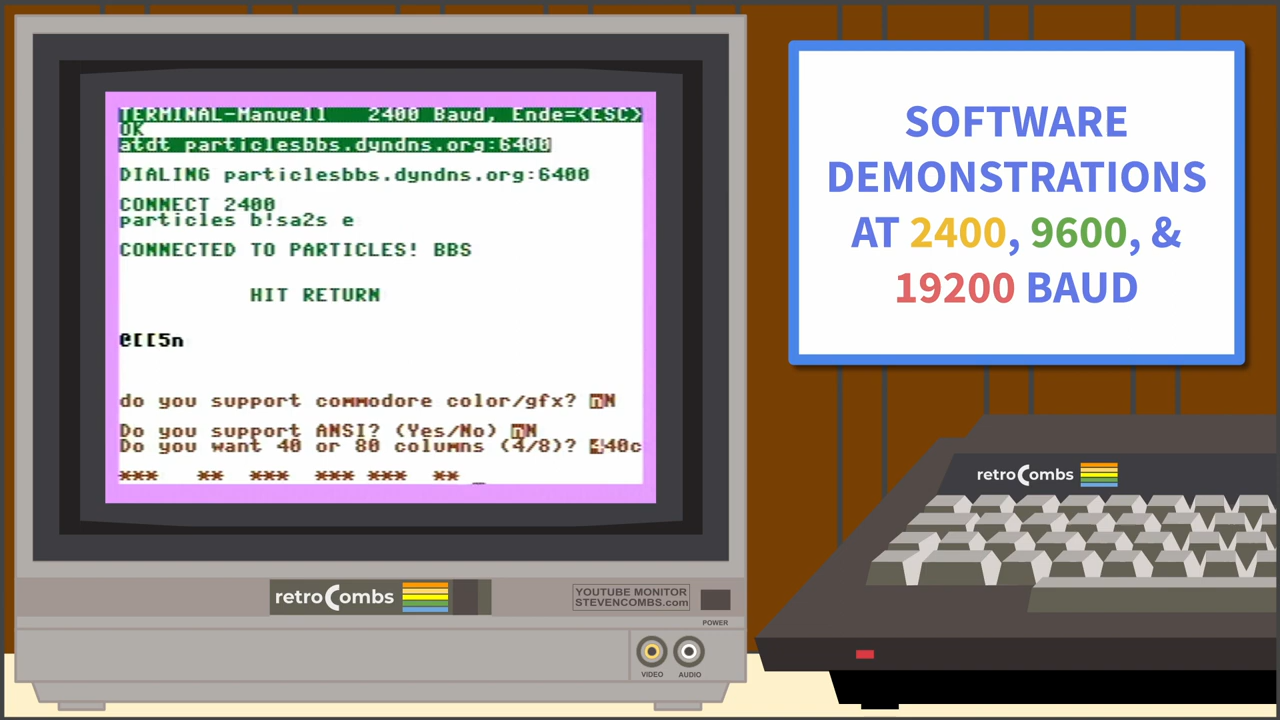 TERMINAL-Manuell 2400 Baud, Ende=<ESC>
OK
atdt particlesbbs.dyndns.org:6400
DIALING particlesbbs.dyndns.org:6400
CONNECT 2400
particles b!sa2s e
CONNECTED TO PARTICLES! BBS
HIT RETURN
@[[5n
do you support commodore color/gfx? nN
Do you support ANSI? (Yes/No) nN
Do you want 40 or 80 columns (4/8)? 440c
*** ** *** *** *** ** _
SOFTWARE
DEMONSTRATIONS
AT 2400, 9600, &
19200 BAUD
retroCombs
retroCombs
YOUTUBE MONITOR
STEVENCOMBS.com
POWER
VIDEO AUDIO